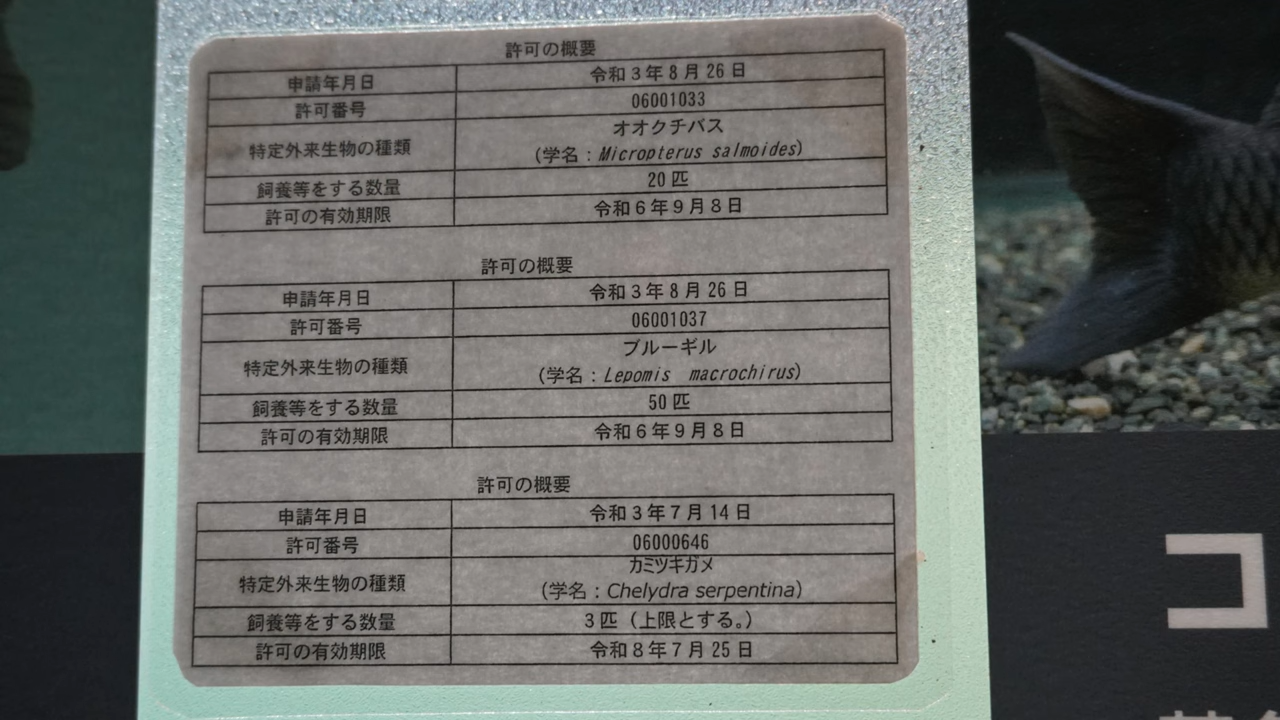 許可の概要
申請年月日 令和3年8月26日
許可番号 06001033
特定外来生物の種類 オオクチバス
(学名:Micropterus salmoides)
飼養等をする数量 20匹
許可の有効期限 令和6年9月8日
許可の概要
申請年月日 令和3年8月26日
許可番号 06001037
特定外来生物の種類 ブルーギル
(学名:Lepomis macrochirus)
飼養等をする数量 50匹
許可の有効期限 令和6年9月8日
許可の概要
申請年月日 令和3年7月14日
許可番号 06000646
特定外来生物の種類 カミツキガメ
(学名:Chelydra serpentina)
飼養等をする数量 3匹(上限とする。)
許可の有効期限 令和8年7月25日
コ